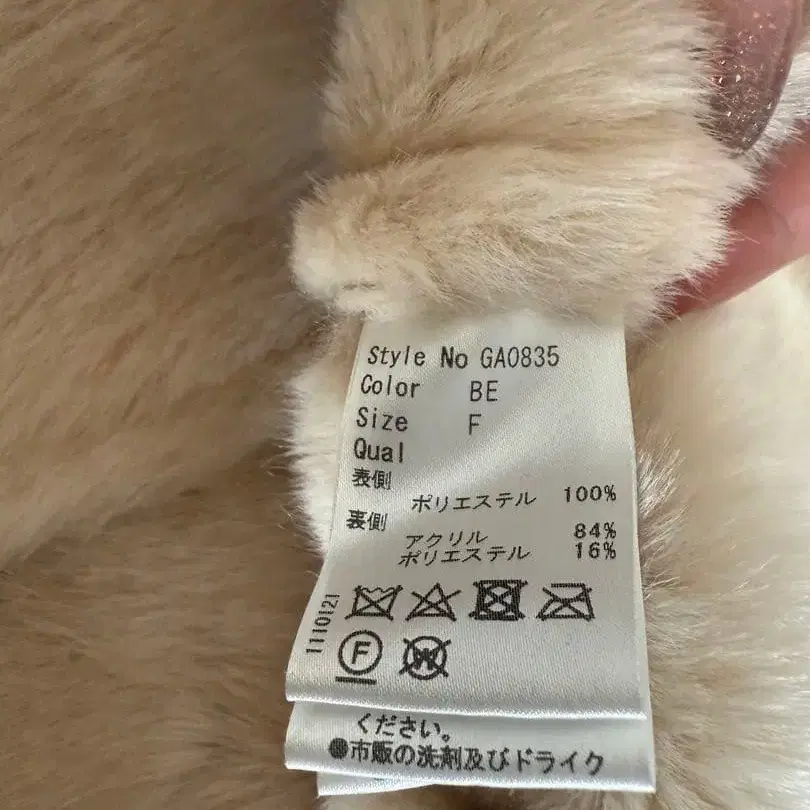 Style No GA0835
Color BE
Size F
Qual
表側
ポリエステル 100%
裏側
アクリル 84%
ポリエステル 16%
1110121
F
W
ください。
●市販の洗剤及びドライク